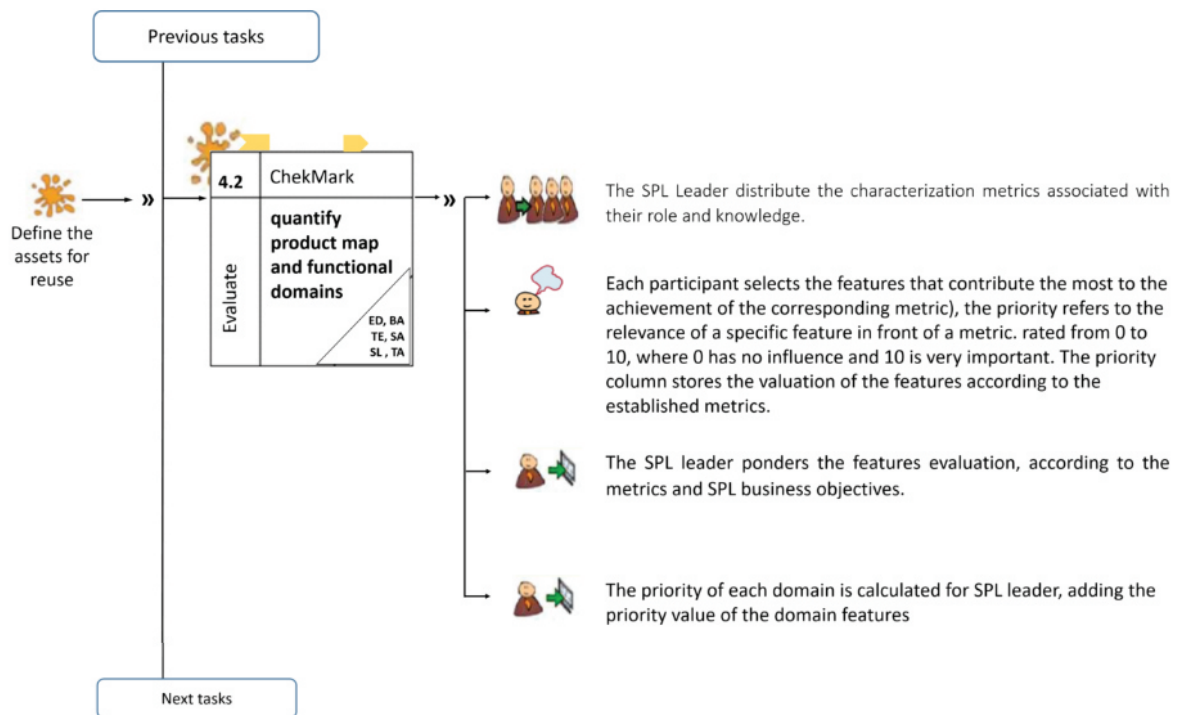 Previous tasks
Define the
assets for
reuse
4.2
ChekMark
Evaluate
quantify
product map
and functional
domains
ED, BA
TE, SA
SL , TA
The SPL Leader distribute the characterization metrics associated with
their role and knowledge.
Each participant selects the features that contribute the most to the
achievement of the corresponding metric), the priority refers to the
relevance of a specific feature in front of a metric. rated from 0 to
10, where 0 has no influence and 10 is very important. The priority
column stores the valuation of the features according to the
established metrics.
The SPL leader ponders the features evaluation, according to the
metrics and SPL business objectives.
The priority of each domain is calculated for SPL leader, adding the
priority value of the domain features
Next tasks